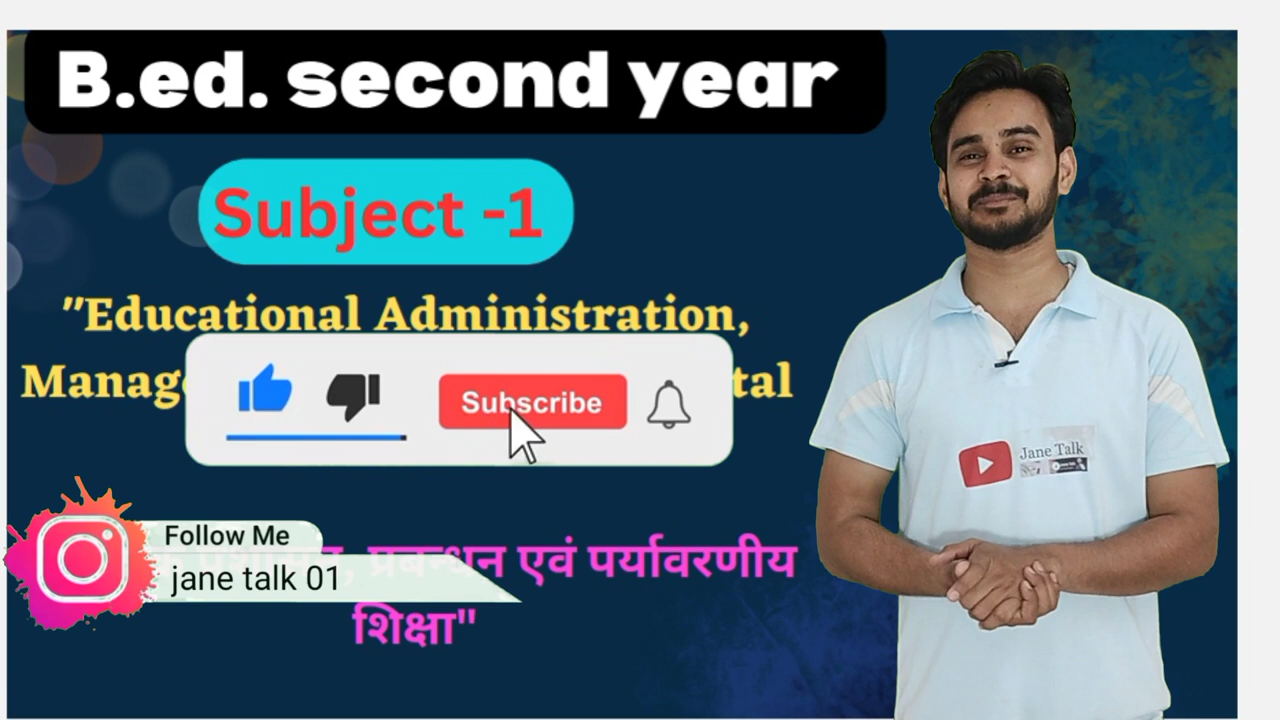 B.ed. second year
Subject -1
"Educational Administration,
tal
Subscribe
Jane Talk
Follow Me
jane talk 01
प्रबन्धन एवं पर्यावरणीय
शिक्षा"